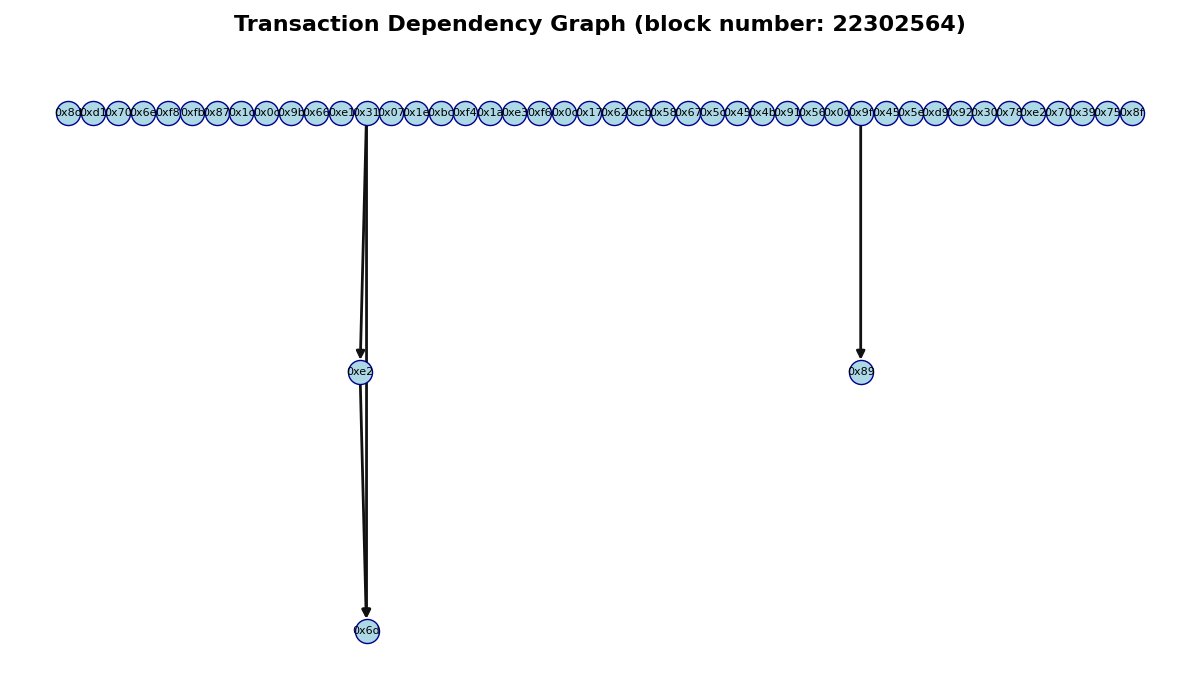 Transaction Dependency Graph (block number: 22302564)
0x8d 0xd1 0x70 0x6e 0xf8 0xfb 0x87 0x1c 0x0c 0x9b 0x66 0xe1 0x31 0x07 0x1e 0xbc 0xf4 0x1a 0xe3 0xf6 0x0c 0x17 0x62 0xcb 0x58 0x67 0x5c 0x45 0x4b 0x91 0x56 0x0c 0x9f 0x45 0x5e 0xd9 0x92 0x30 0x78 0xe2 0x70 0x39 0x75 0x8f
0xe2 0x89
0x6d